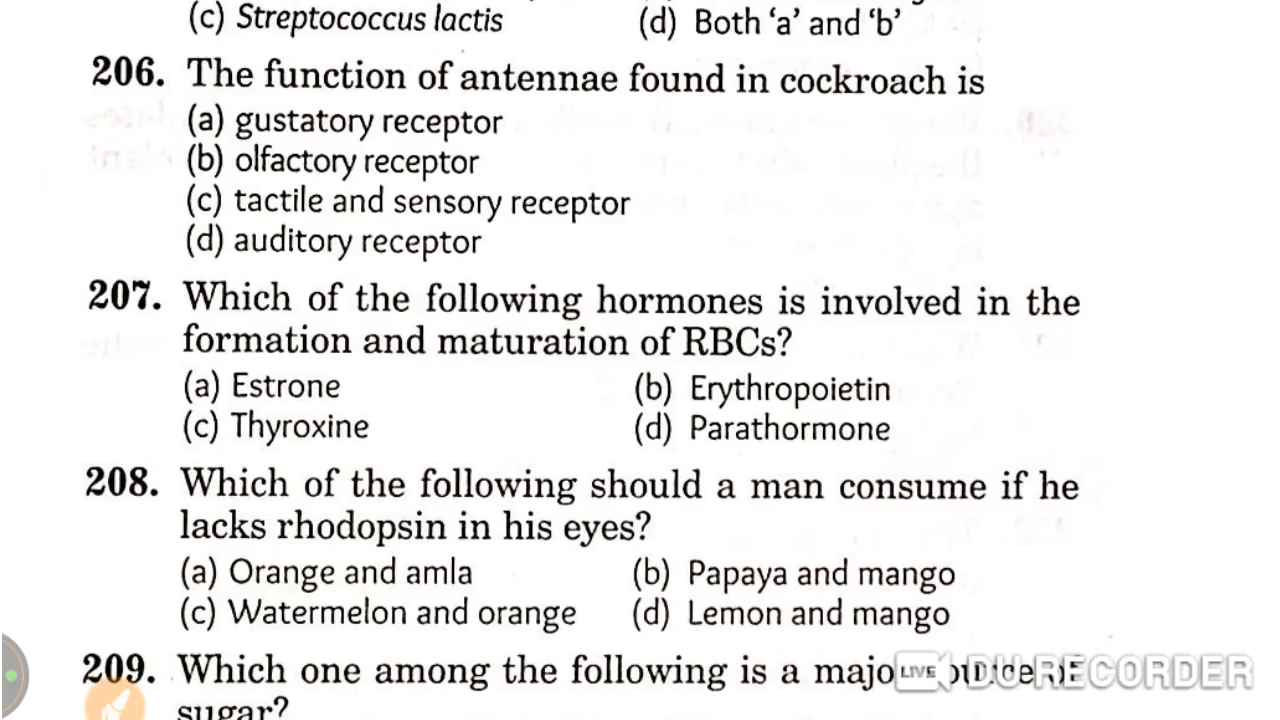 (c) Streptococcus lactis (d) Both ‘a’ and ‘b’
206. The function of antennae found in cockroach is
(a) gustatory receptor
(b) olfactory receptor
(c) tactile and sensory receptor
(d) auditory receptor
207. Which of the following hormones is involved in the
formation and maturation of RBCs?
(a) Estrone (b) Erythropoietin
(c) Thyroxine (d) Parathormone
208. Which of the following should a man consume if he
lacks rhodopsin in his eyes?
(a) Orange and amla (b) Papaya and mango
(c) Watermelon and orange (d) Lemon and mango
209. Which one among the following is a major
LIVE DU RECORDER
sugar?